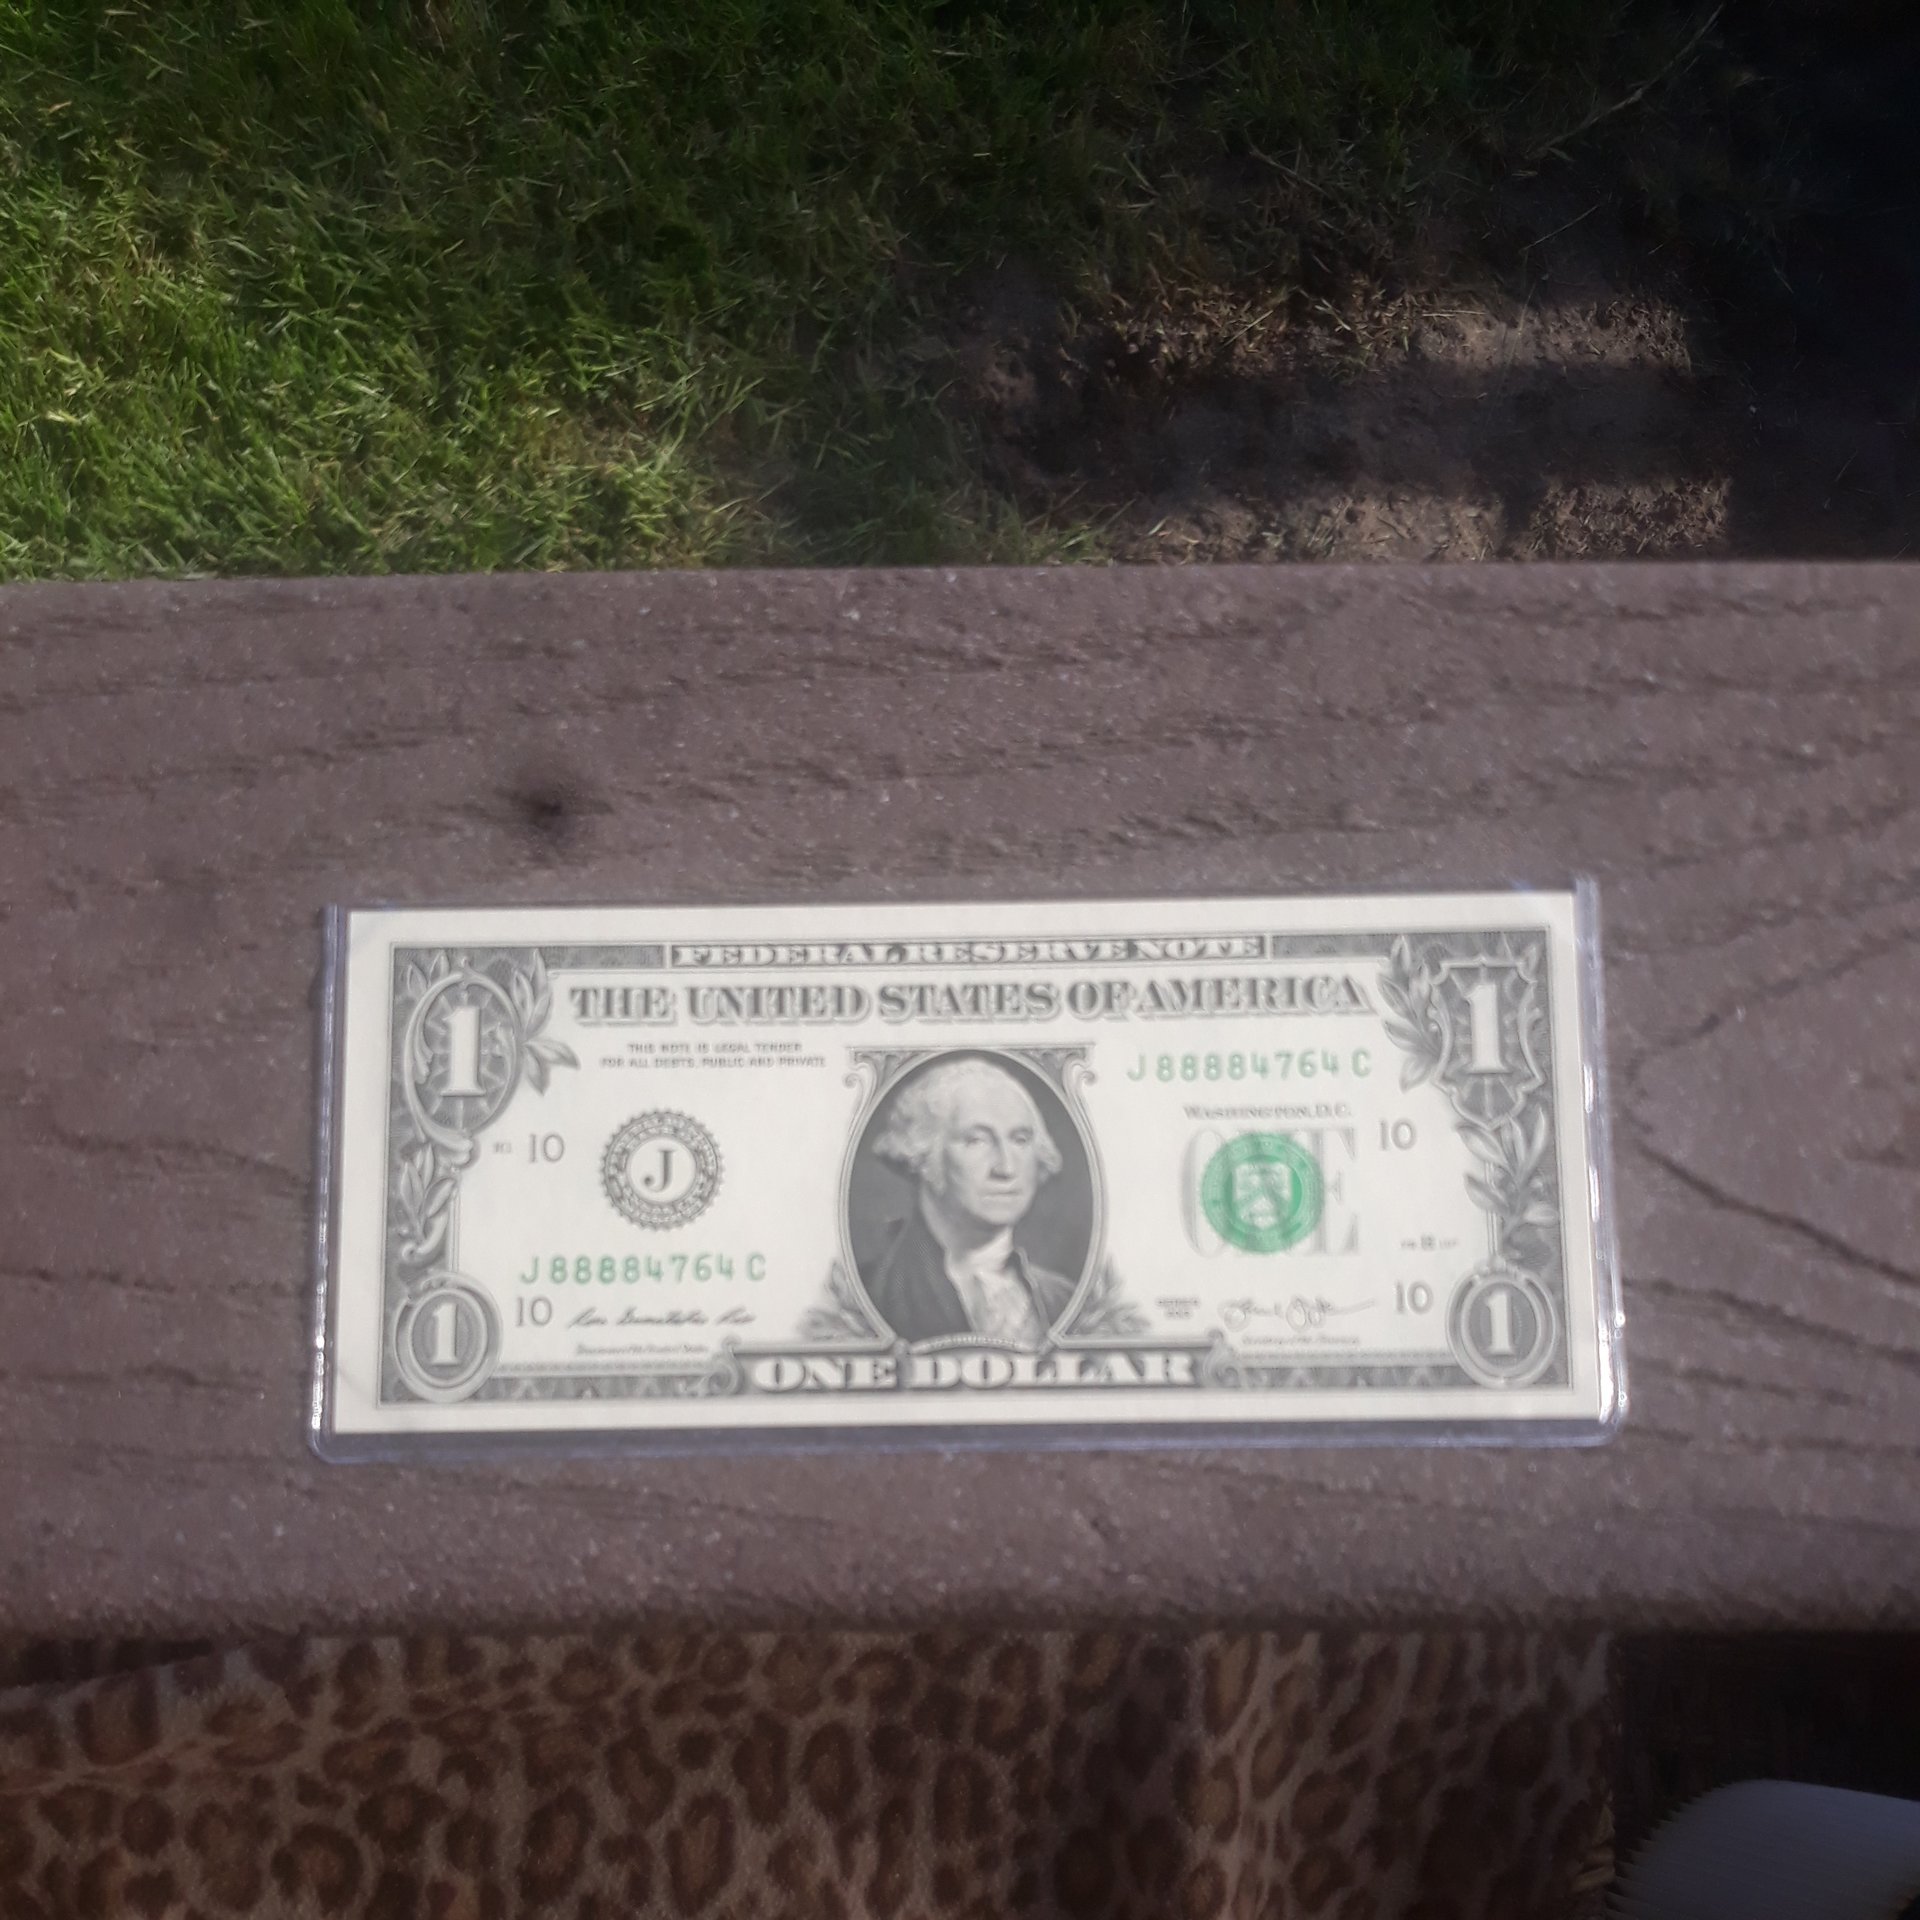 FEDERAL RESERVE NOTE
THE UNITED STATES OF AMERICA
1
1
THIS NOTE IS LEGAL TENDER
FOR ALL DEBTS, PUBLIC AND PRIVATE
J 88884764 C
WASHINGTON, D.C.
10
J
ONE
10
J 88884764 C
10
10
1
ONE DOLLAR
1